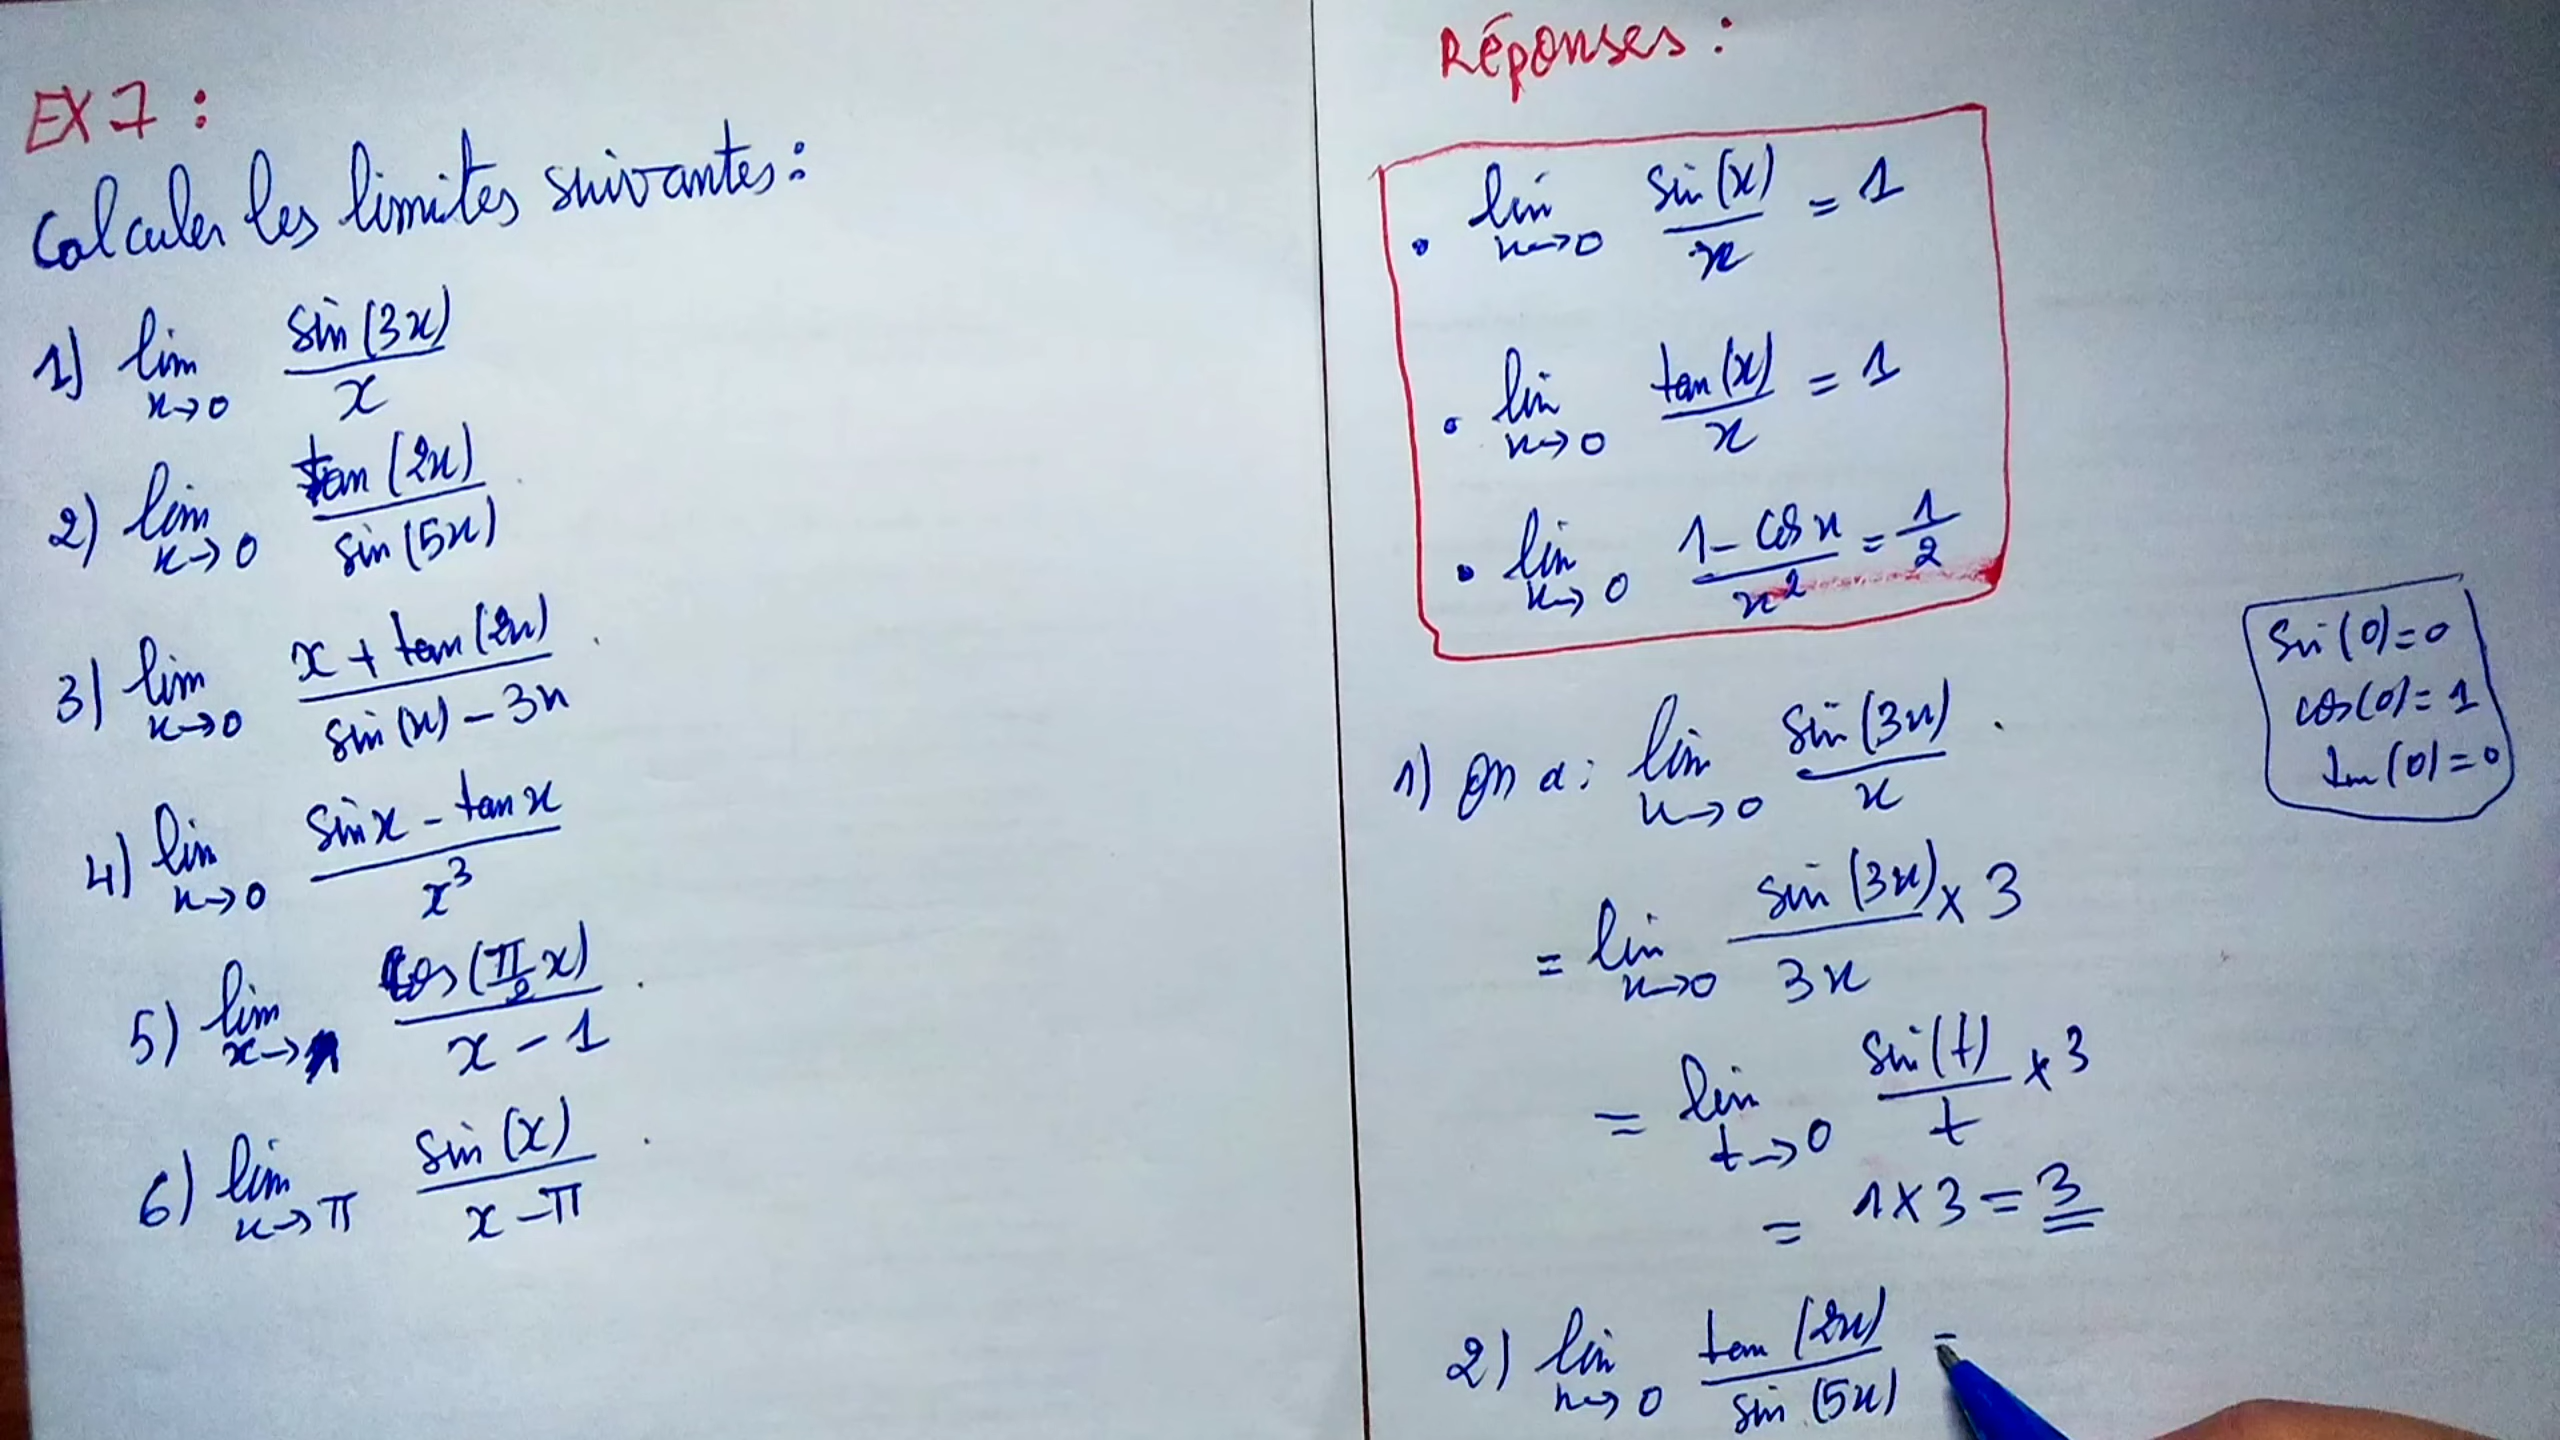 EX 7 :
Calculer les limites suivantes :
1) lim x→0 sin(3x) / x
2) lim x→0 tan(2x) / sin(5x)
3) lim x→0 x + tan(2x) / sin(x) - 3x
4) lim x→0 sin x - tan x / x³
5) lim x→1 cos(π/2 x) / x - 1
6) lim x→π sin(x) / x - π
Réponses :
• lim x→0 sin(x) / x = 1
• lim x→0 tan(x) / x = 1
• lim x→0 1 - cos x / x² = 1/2
sin(0) = 0
cos(0) = 1
tan(0) = 0
1) On a : lim x→0 sin(3x) / x
= lim x→0 sin(3x) / 3x × 3
= lim t→0 sin(t) / t × 3
= 1 × 3 = 3
2) lim x→0 tan(2x) / sin(5x) =